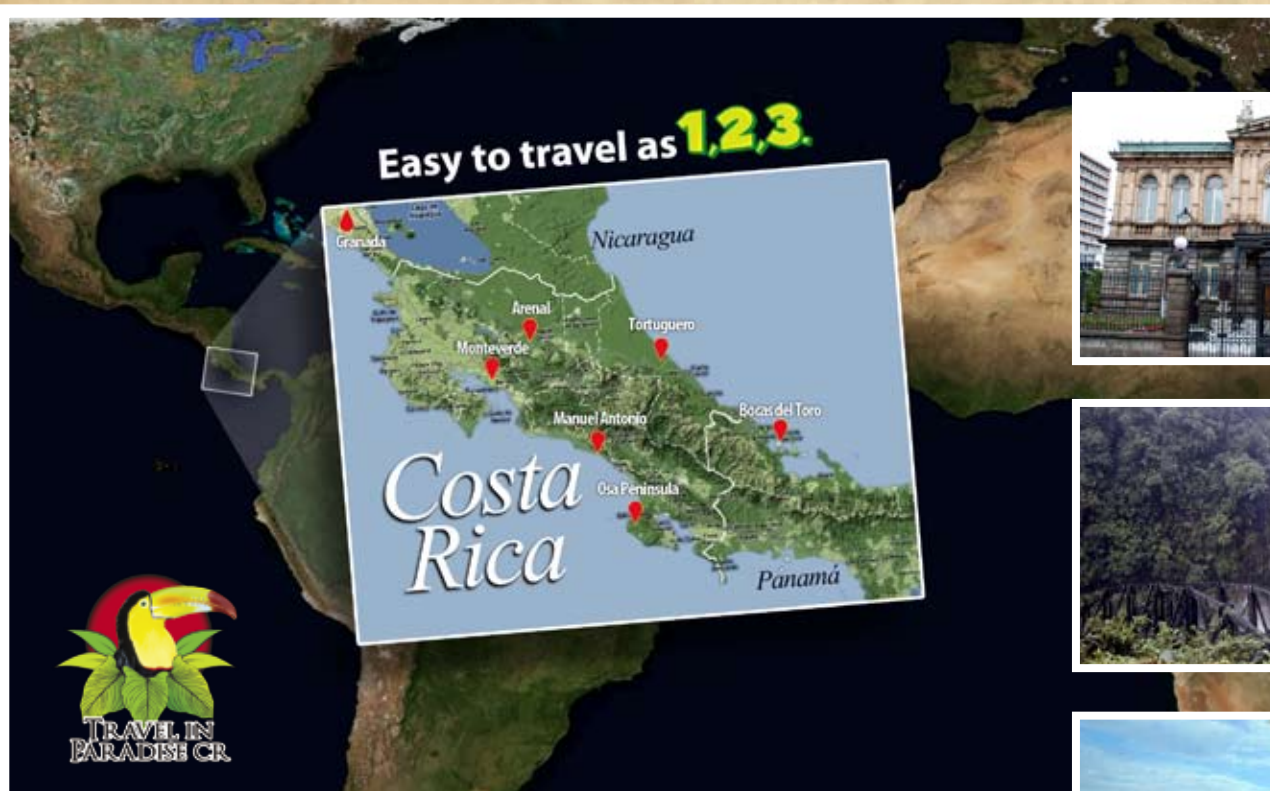 Easy to travel as 1,2,3.
Granada
Nicaragua
Arenal
Tortuguero
Monteverde
Manuel Antonio
Bocas del Toro
Costa
Rica
Osa Península
Panamá
TRAVEL IN
PARADISE CR